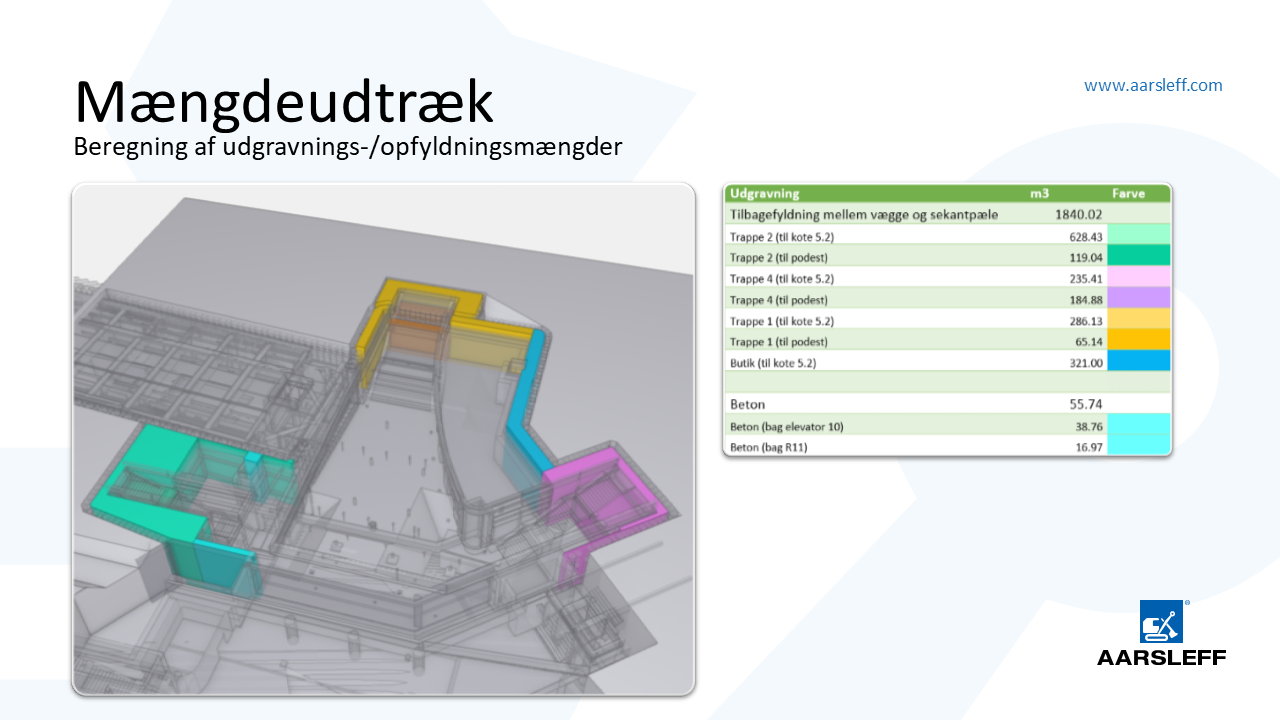 Mængdeudtræk
Beregning af udgravnings-/opfyldningsmængder
www.aarsleff.com
Udgravning m3 Farve
Tilbagefyldning mellem vægge og sekantpæle 1840.02
Trappe 2 (til kote 5.2) 628.43
Trappe 2 (til podest) 119.04
Trappe 4 (til kote 5.2) 235.41
Trappe 4 (til podest) 184.88
Trappe 1 (til kote 5.2) 286.13
Trappe 1 (til podest) 65.14
Butik (til kote 5.2) 321.00
Beton 55.74
Beton (bag elevator 10) 38.76
Beton (bag R11) 16.97
®
AARSLEFF